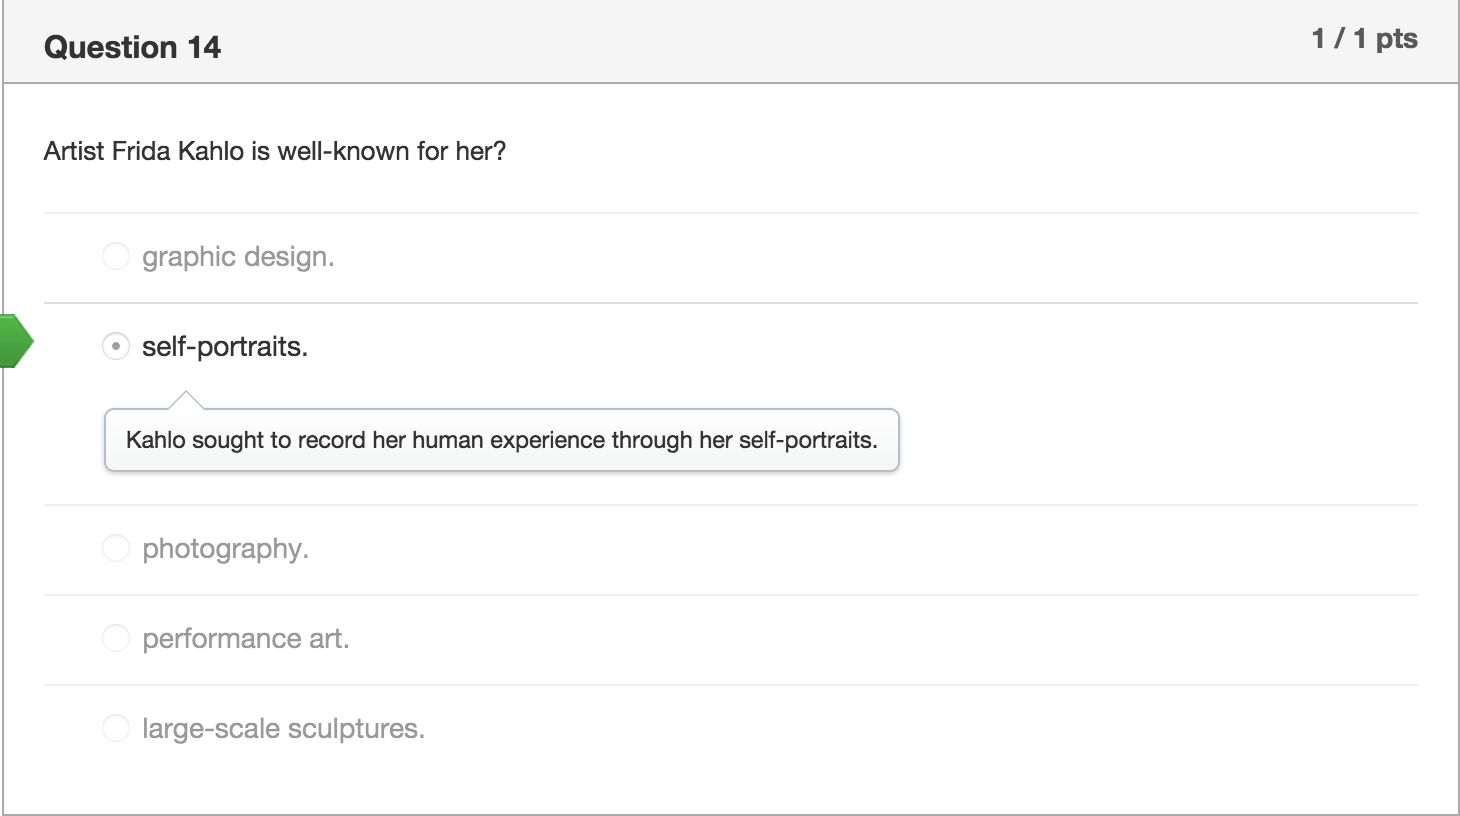 Question 14
1 / 1 pts
Artist Frida Kahlo is well-known for her?
graphic design.
self-portraits.
Kahlo sought to record her human experience through her self-portraits.
photography.
performance art.
large-scale sculptures.